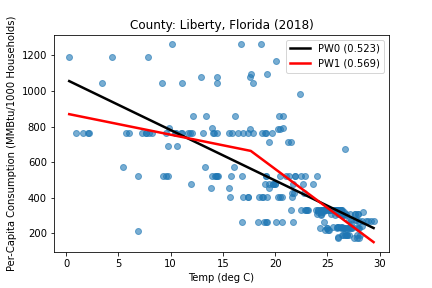 County: Liberty, Florida (2018)
PW0 (0.523)
PW1 (0.569)
Per-Capita Consumption (MMBtu/1000 Households)
1200
1000
800
600
400
200
0
5
10
15
20
25
30
Temp (deg C)